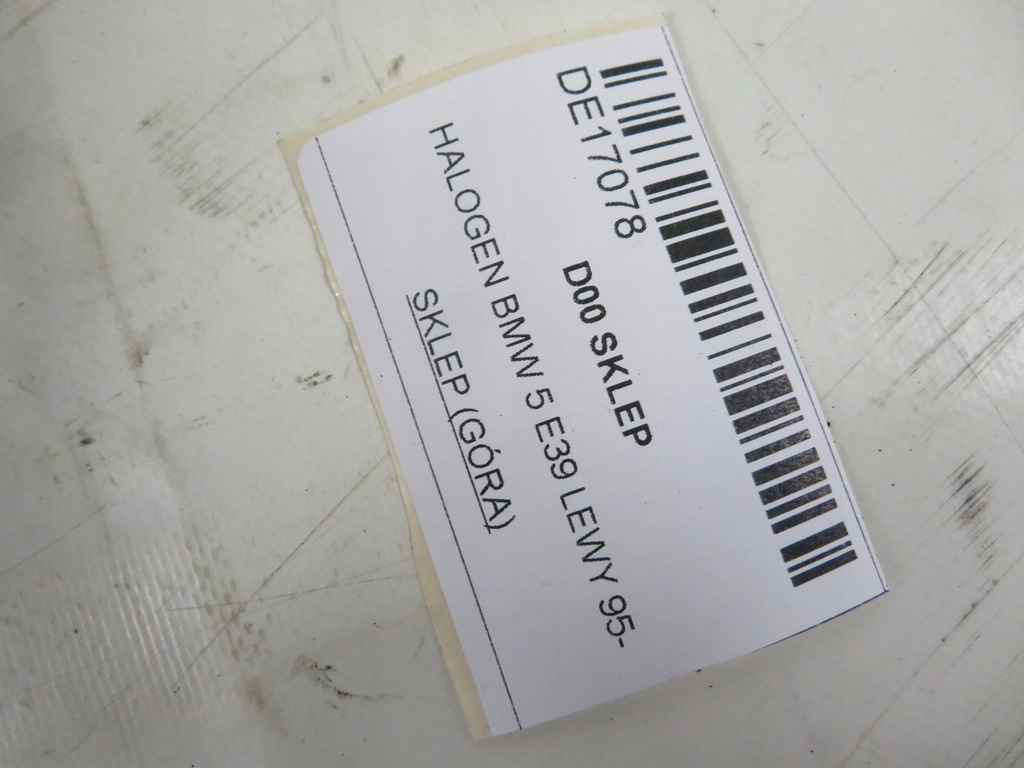 DE17078
D00 SKLEP
HALOGEN BMW 5 E39 LEWY 95-
SKLEP (GÓRA)